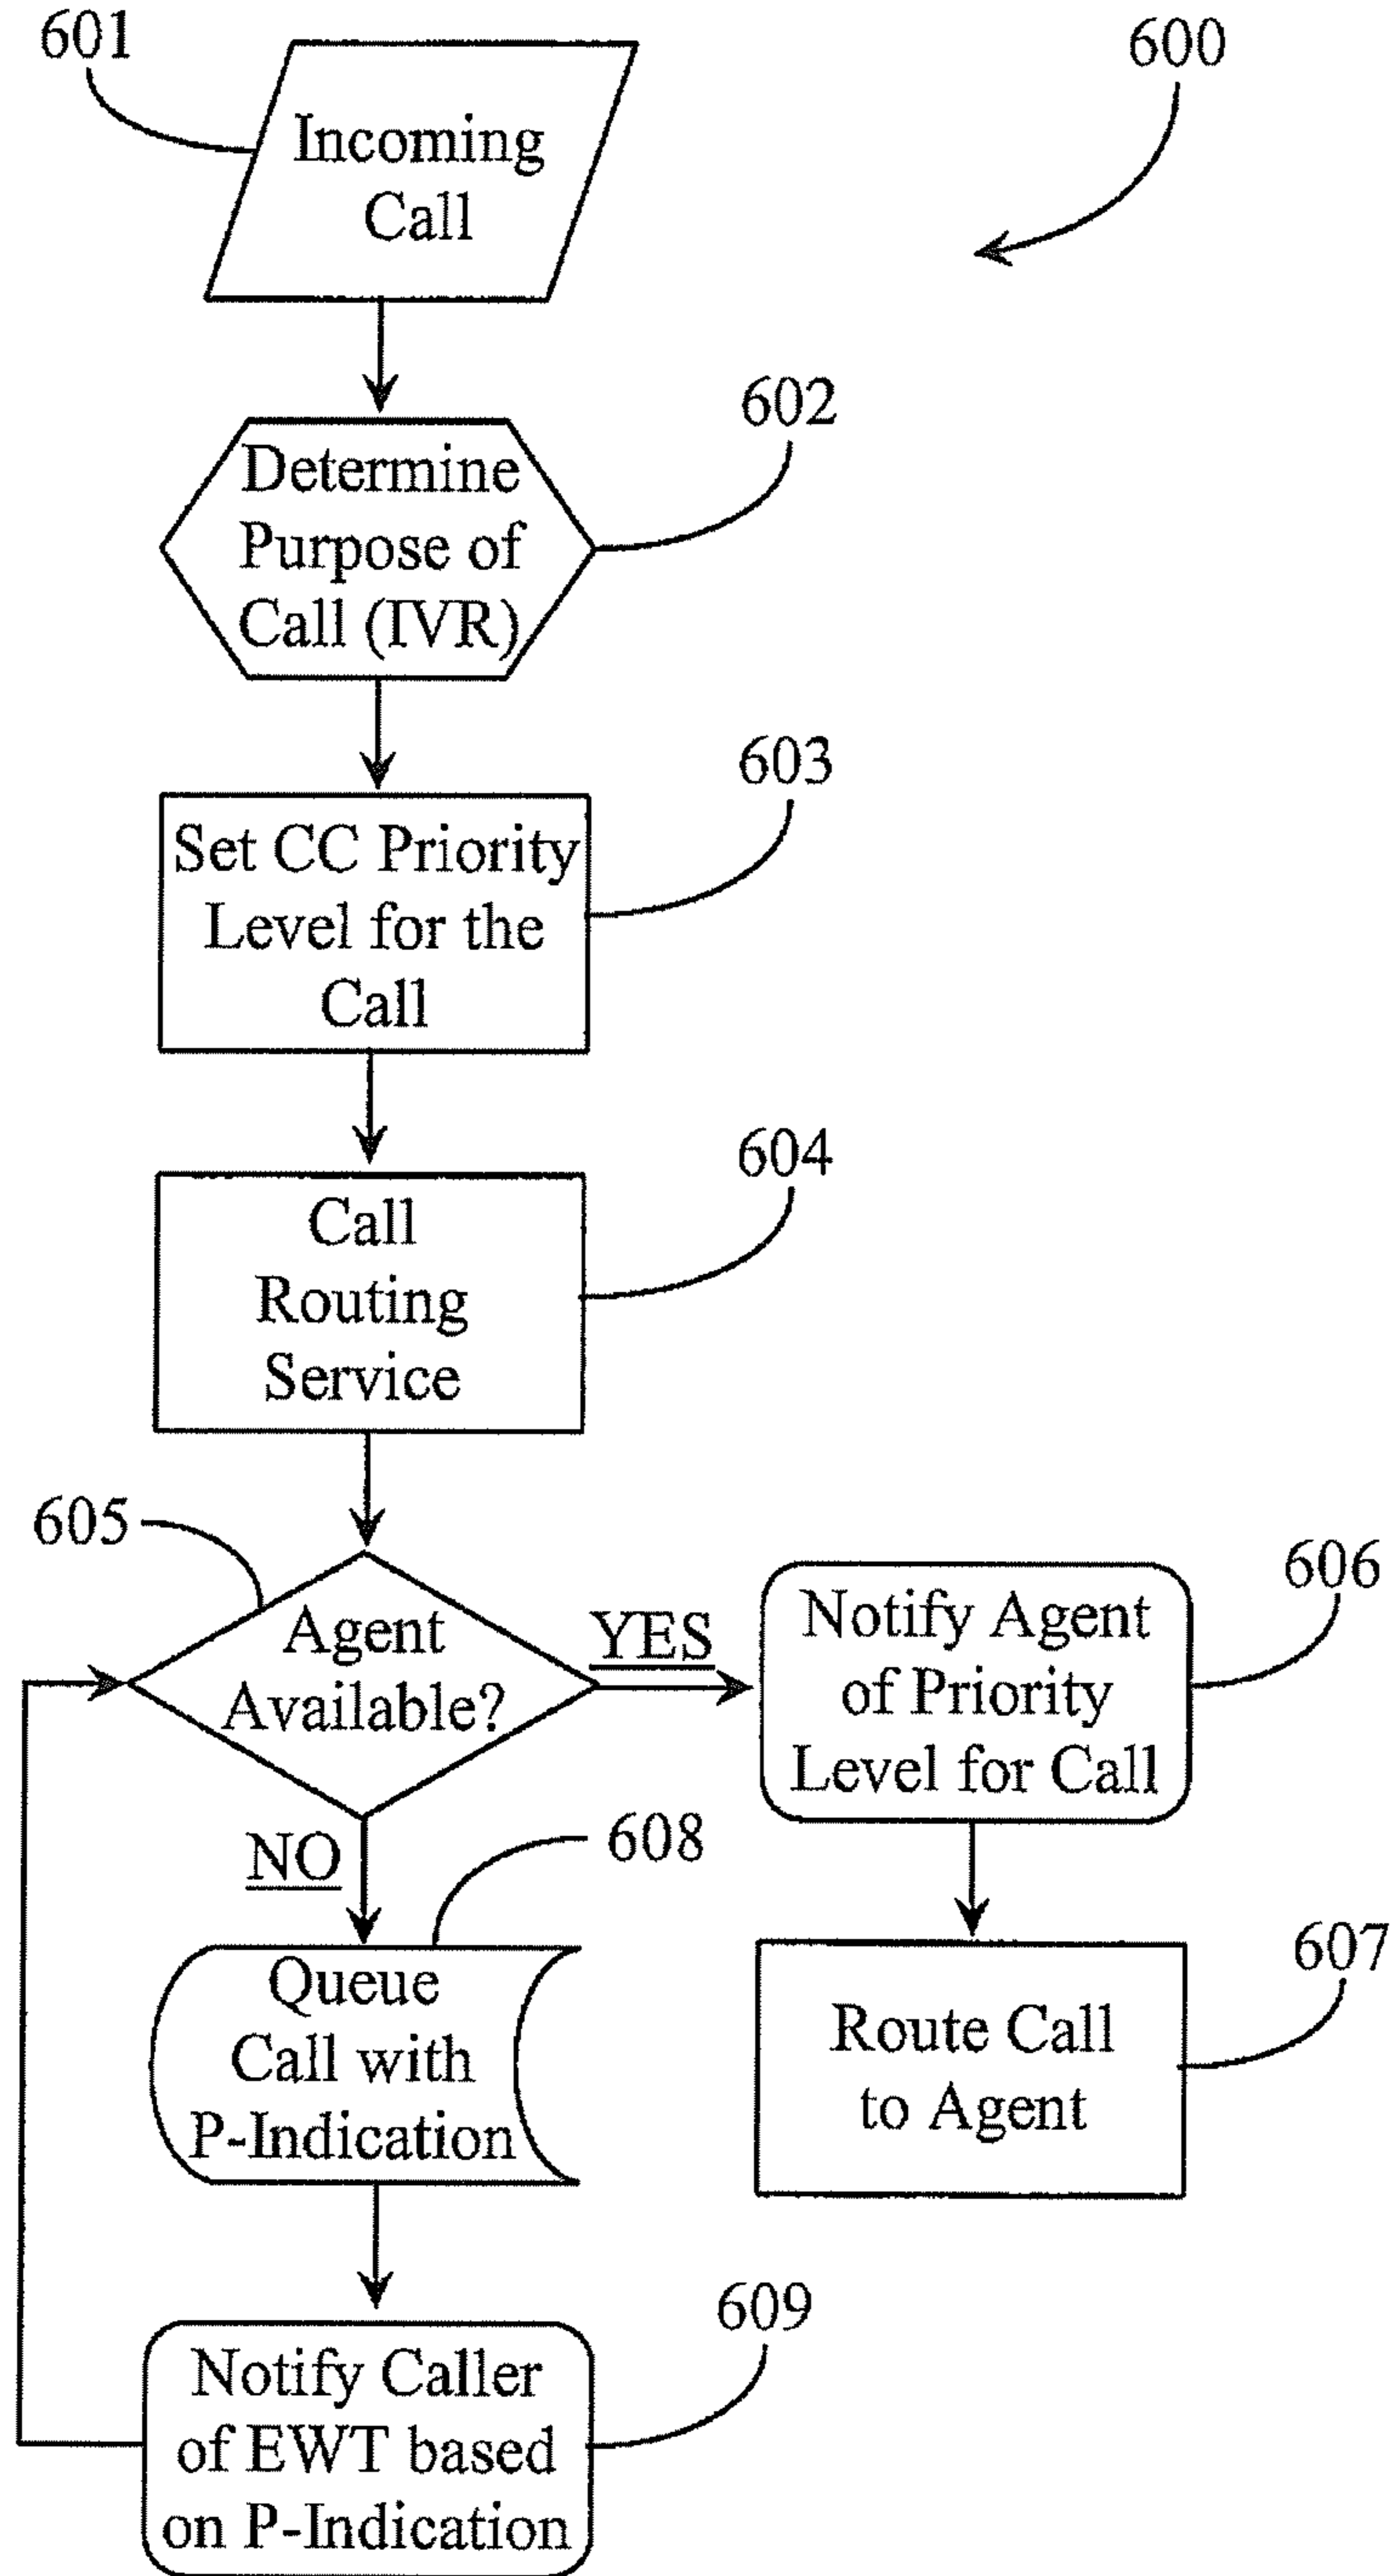 601
600
Incoming
Call
602
Determine
Purpose of
Call (IVR)
603
Set CC Priority
Level for the
Call
604
Call
Routing
Service
605
Agent
Available?
YES
606
Notify Agent
of Priority
Level for Call
NO
608
607
Queue
Call with
P-Indication
Route Call
to Agent
609
Notify Caller
of EWT based
on P-Indication